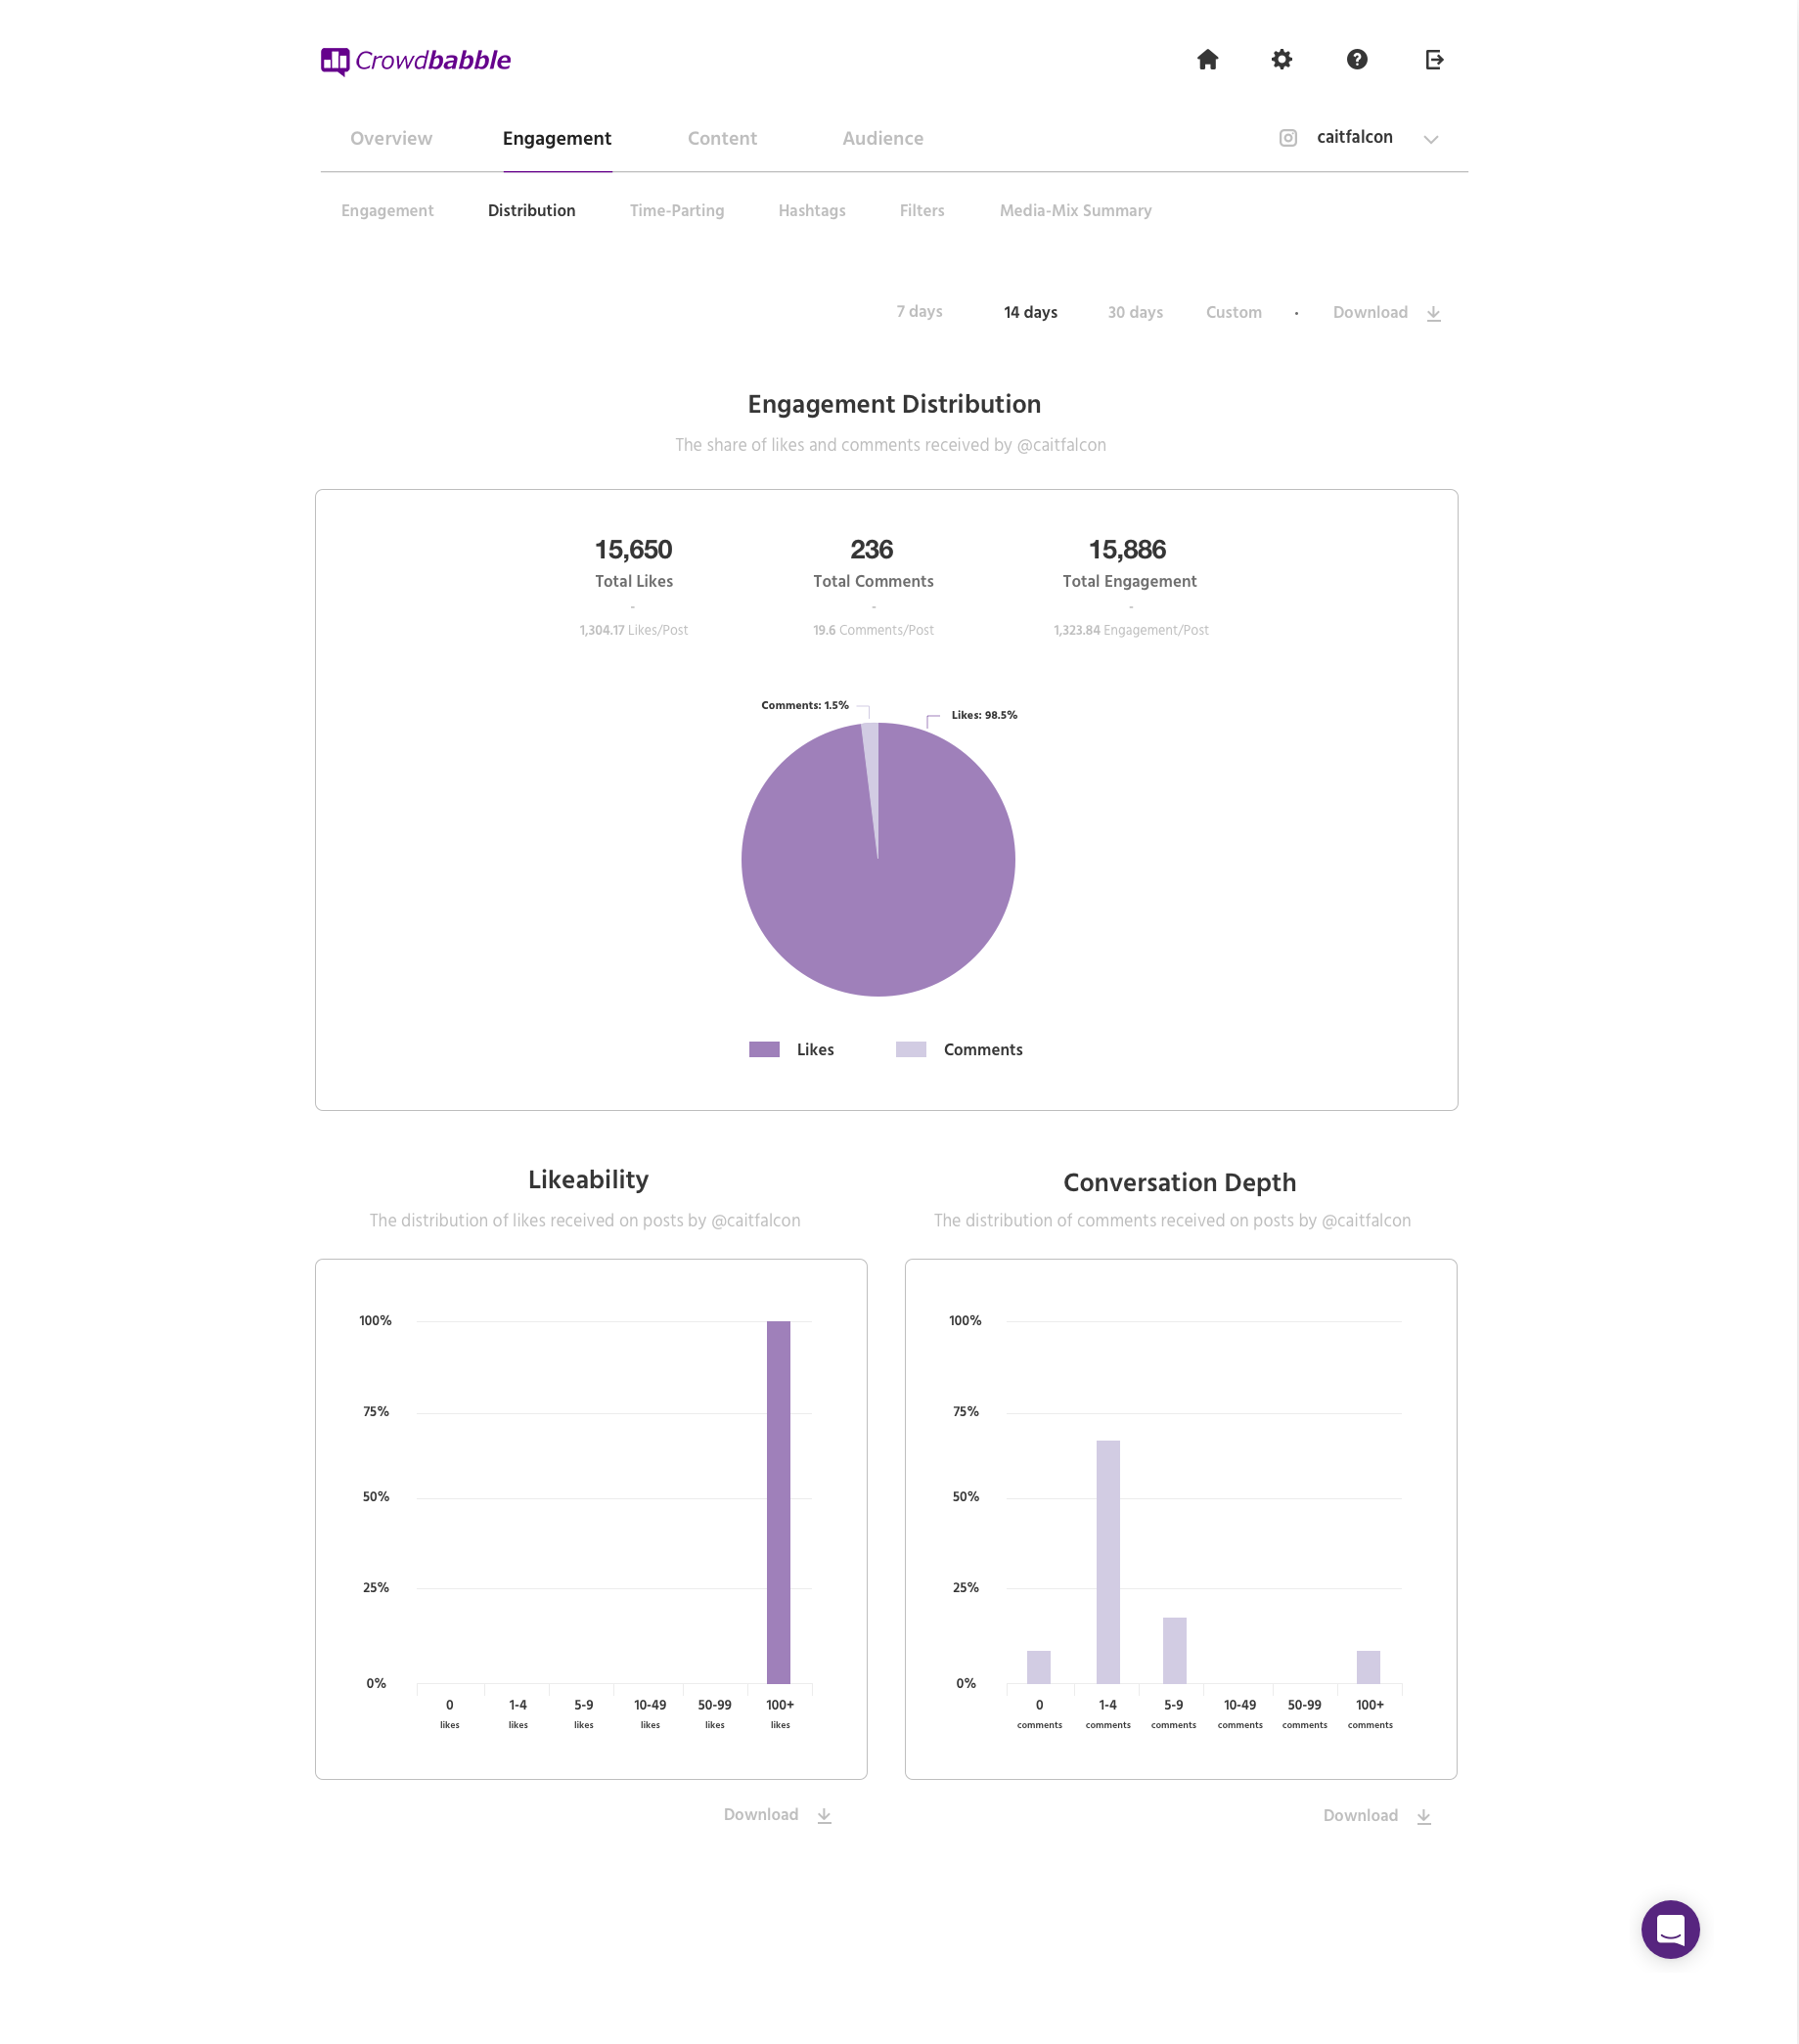 Crowdbabble
Overview Engagement Content Audience caitfalcon
Engagement Distribution Time-Parting Hashtags Filters Media-Mix Summary
7 days 14 days 30 days Custom · Download
Engagement Distribution
The share of likes and comments received by @caitfalcon
15,650 236 15,886
Total Likes Total Comments Total Engagement
- - -
1,304.17 Likes/Post 19.6 Comments/Post 1,323.84 Engagement/Post
Comments: 1.5% Likes: 98.5%
Likes Comments
Likeability
The distribution of likes received on posts by @caitfalcon
100%
75%
50%
25%
0%
0 1-4 5-9 10-49 50-99 100+
likes likes likes likes likes likes
Download
Conversation Depth
The distribution of comments received on posts by @caitfalcon
100%
75%
50%
25%
0%
0 1-4 5-9 10-49 50-99 100+
comments comments comments comments comments comments
Download